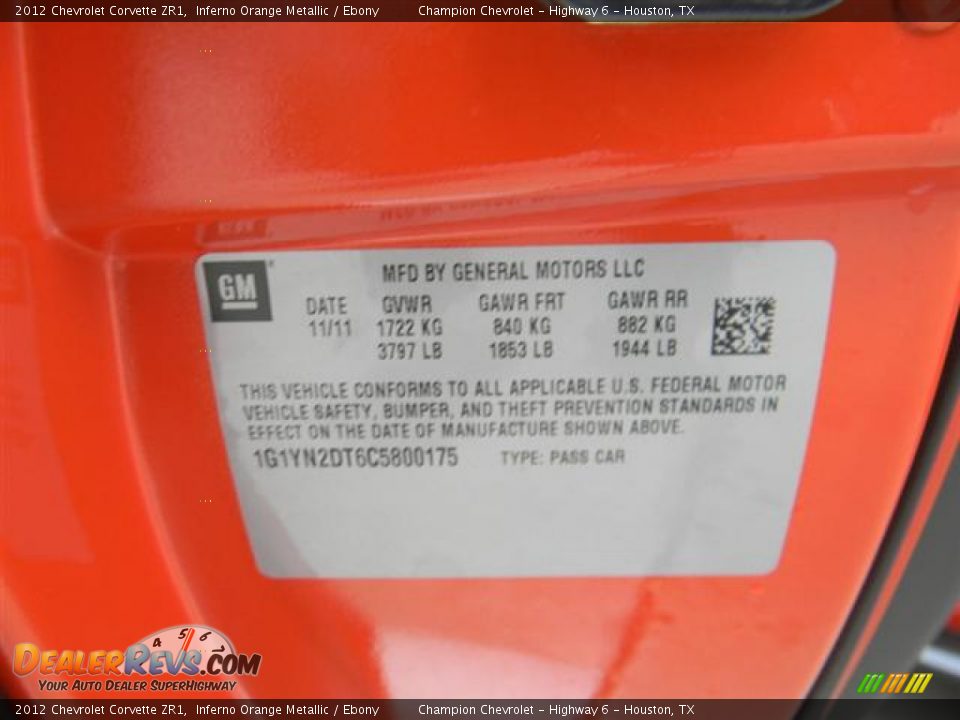 2012 Chevrolet Corvette ZR1, Inferno Orange Metallic / Ebony Champion Chevrolet - Highway 6 - Houston, TX
GM
MFD BY GENERAL MOTORS LLC
DATE GVWR GAWR FRT GAWR RR
11/11 1722 KG 840 KG 882 KG
3797 LB 1853 LB 1944 LB
THIS VEHICLE CONFORMS TO ALL APPLICABLE U.S. FEDERAL MOTOR
VEHICLE SAFETY, BUMPER, AND THEFT PREVENTION STANDARDS IN
EFFECT ON THE DATE OF MANUFACTURE SHOWN ABOVE.
1G1YN2DT6C5800175 TYPE: PASS CAR
4 5 6
DEALERREVS.COM
YOUR AUTO DEALER SUPERHIGHWAY
2012 Chevrolet Corvette ZR1, Inferno Orange Metallic / Ebony Champion Chevrolet - Highway 6 - Houston, TX